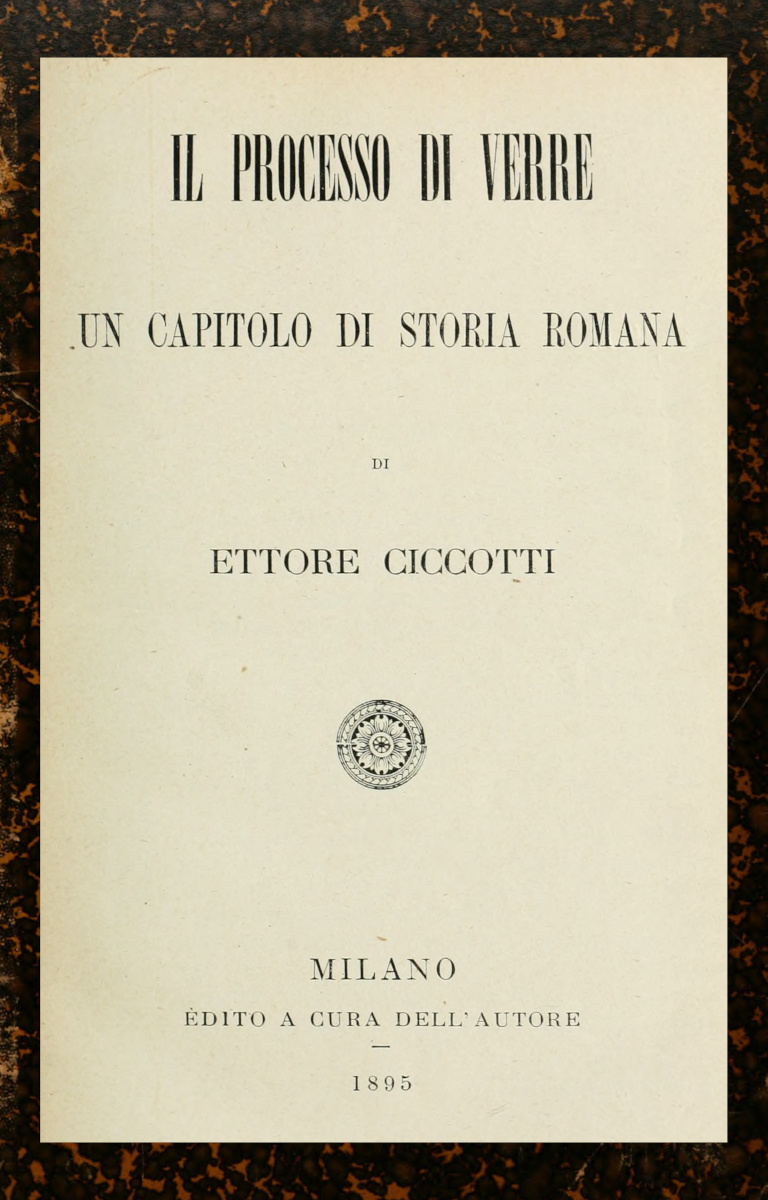 IL PROCESSO DI VERRE
UN CAPITOLO DI STORIA ROMANA
DI
ETTORE CICCOTTI
MILANO
ÈDITO A CURA DELL'AUTORE
1895